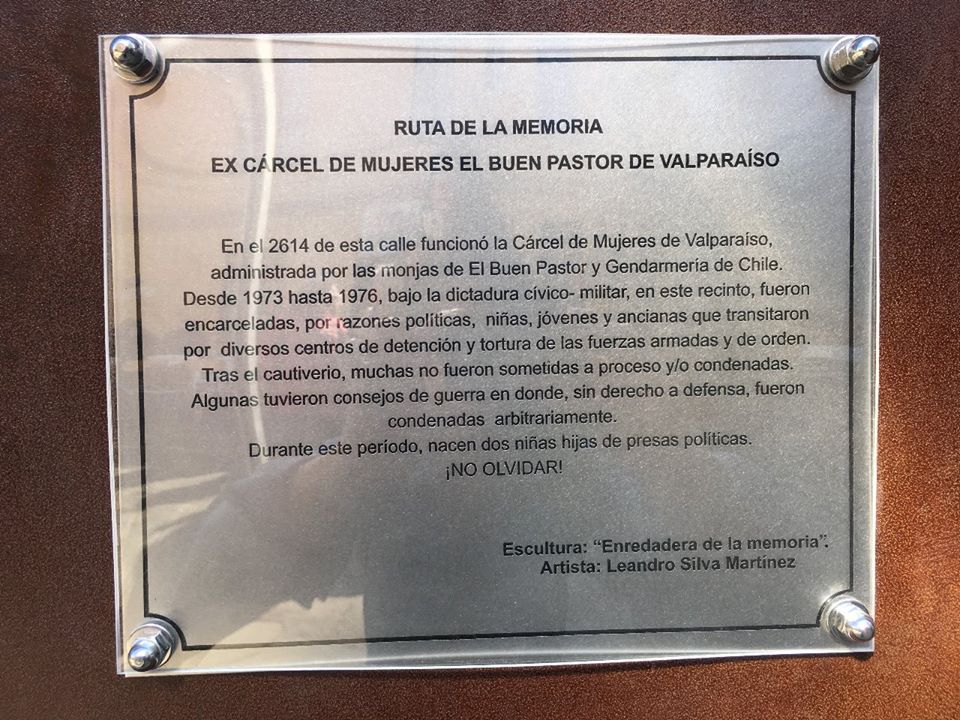 RUTA DE LA MEMORIA
EX CÁRCEL DE MUJERES EL BUEN PASTOR DE VALPARAÍSO
En el 2614 de esta calle funcionó la Cárcel de Mujeres de Valparaíso,
administrada por las monjas de El Buen Pastor y Gendarmería de Chile.
Desde 1973 hasta 1976, bajo la dictadura cívico- militar, en este recinto, fueron
encarceladas, por razones políticas, niñas, jóvenes y ancianas que transitaron
por diversos centros de detención y tortura de las fuerzas armadas y de orden.
Tras el cautiverio, muchas no fueron sometidas a proceso y/o condenadas.
Algunas tuvieron consejos de guerra en donde, sin derecho a defensa, fueron
condenadas arbitrariamente.
Durante este período, nacen dos niñas hijas de presas políticas.
¡NO OLVIDAR!
Escultura: “Enredadera de la memoria”.
Artista: Leandro Silva Martínez